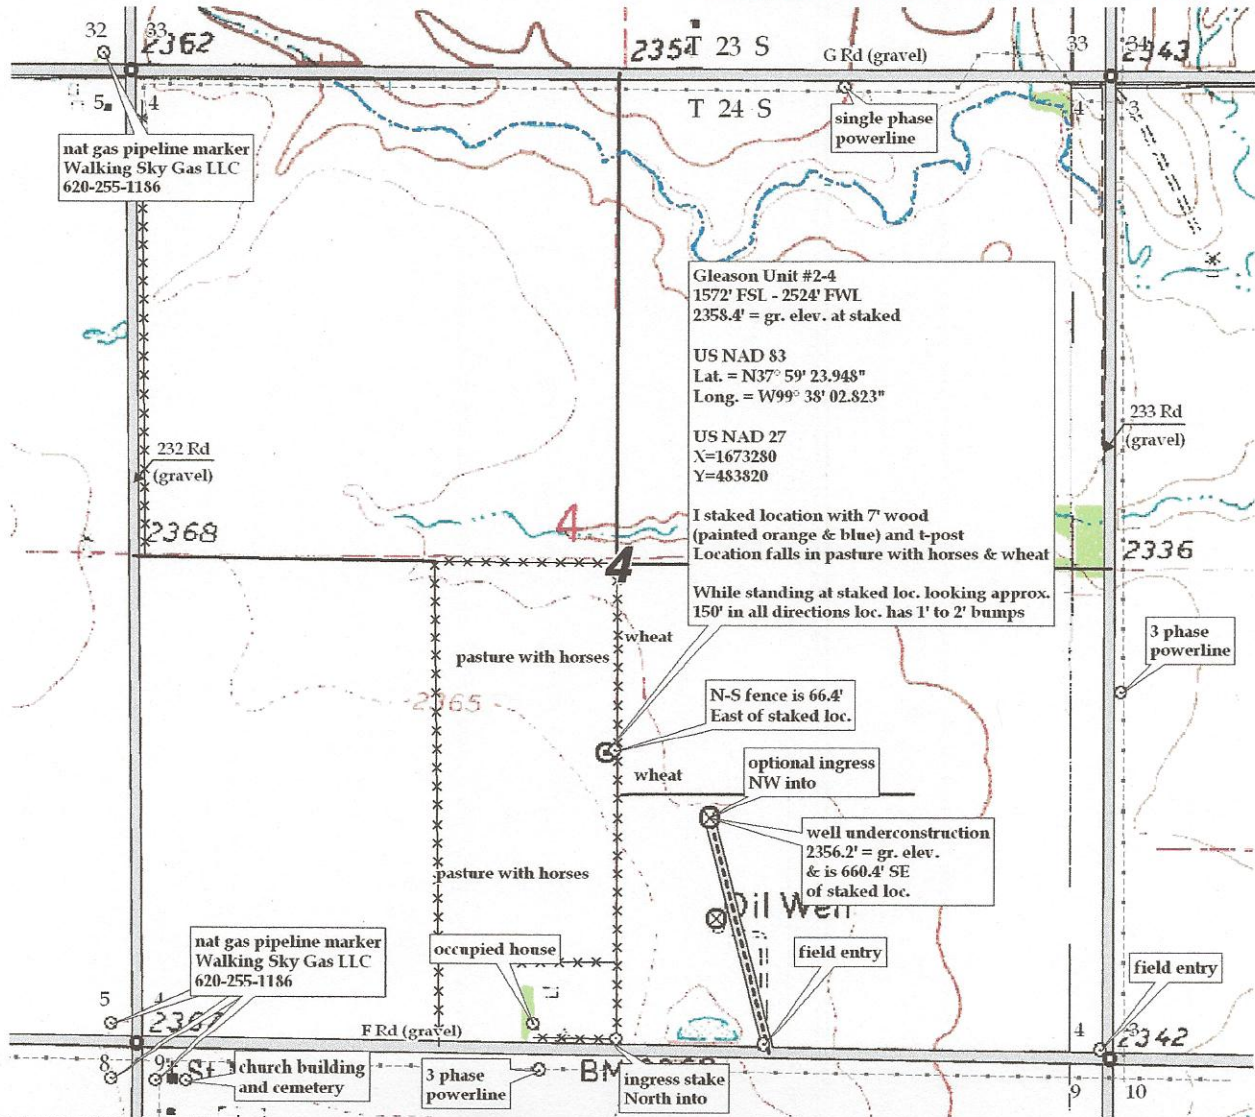 32
33
2362
235
T 23 S
G Rd (gravel)
33
34
2343
5
4
T 24 S
4
3
single phase
powerline
nat gas pipeline marker
Walking Sky Gas LLC
620-255-1186
Gleason Unit #2-4
1572' FSL - 2524' FWL
2358.4' = gr. elev. at staked
US NAD 83
Lat. = N37° 59' 23.948"
Long. = W99° 38' 02.823"
US NAD 27
X=1673280
Y=483820
I staked location with 7' wood
(painted orange & blue) and t-post
Location falls in pasture with horses & wheat
While standing at staked loc. looking approx.
150' in all directions loc. has 1' to 2' bumps
232 Rd
(gravel)
233 Rd
(gravel)
2368
4
4
2336
wheat
pasture with horses
3 phase
powerline
2365
N-S fence is 66.4'
East of staked loc.
wheat
optional ingress
NW into
well underconstruction
2356.2' = gr. elev.
& is 660.4' SE
of staked loc.
pasture with horses
Oil Well
nat gas pipeline marker
Walking Sky Gas LLC
620-255-1186
occupied house
field entry
field entry
5
4
236
F Rd (gravel)
4
3
2342
8
9
St
church building
and cemetery
3 phase
powerline
BM
ingress stake
North into
9
10